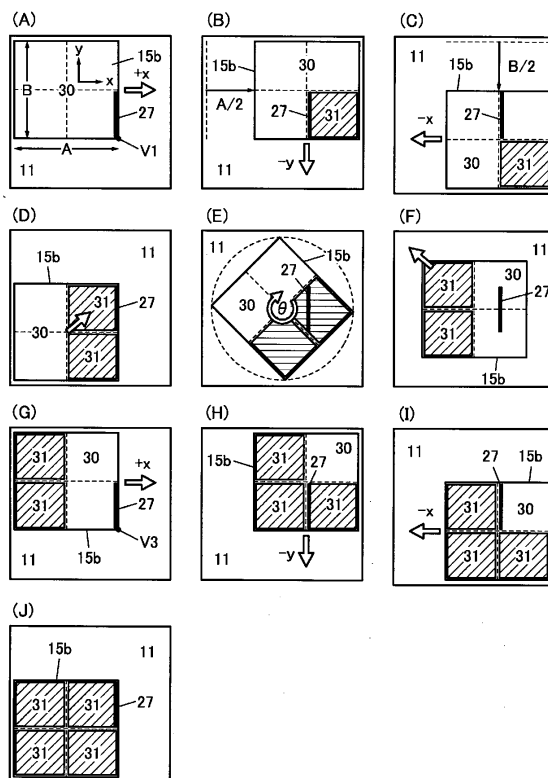 (A)
y
15b
B
30
x
+x
27
A
V1
11
(B)
15b
30
A/2
27
31
-y
11
(C)
11
15b
B/2
27
-x
30
31
(D)
11
15b
31
27
30
31
(E)
11
15b
27
30
θ
(F)
11
31
30
27
31
15b
(G)
31
30
+x
31
27
V3
11
15b
(H)
31
30
15b
27
31
31
11
-y
(I)
11
27
15b
31
30
-x
31
31
(J)
15b
11
31
31
27
31
31